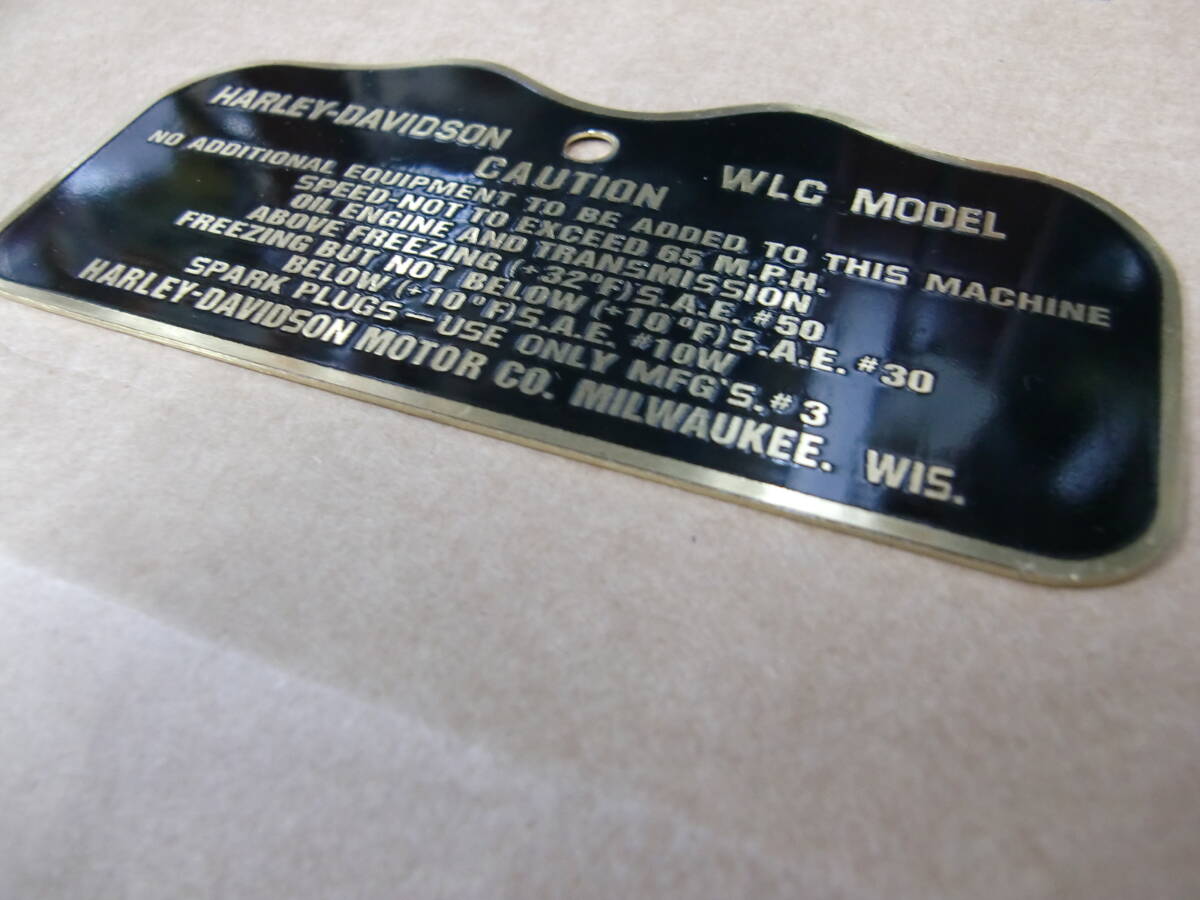 HARLEY-DAVIDSON WLC MODEL
CAUTION
NO ADDITIONAL EQUIPMENT TO BE ADDED TO THIS MACHINE
SPEED-NOT TO EXCEED 65 M.P.H.
OIL ENGINE AND TRANSMISSION
ABOVE FREEZING (+32°F) S.A.E. #50
FREEZING BUT NOT BELOW (+10°F) S.A.E. #30
BELOW (+10°F) S.A.E. #10W
SPARK PLUGS—USE ONLY MFG'S. #3
HARLEY-DAVIDSON MOTOR CO. MILWAUKEE. WIS.